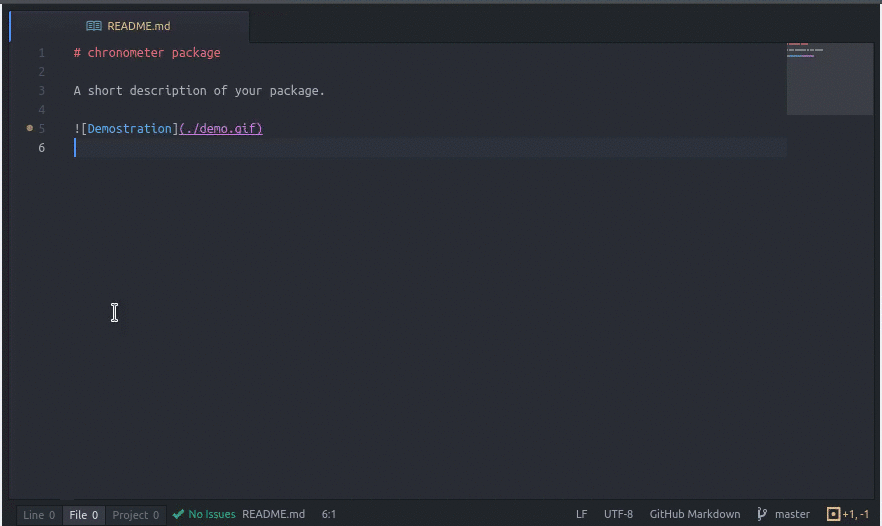 README.md
1 # chronometer package
2
3 A short description of your package.
4
5 ![Demostration](./demo.gif)
6
Line 0 File 0 Project 0 No Issues README.md 6:1 LF UTF-8 GitHub Markdown master +1, -1